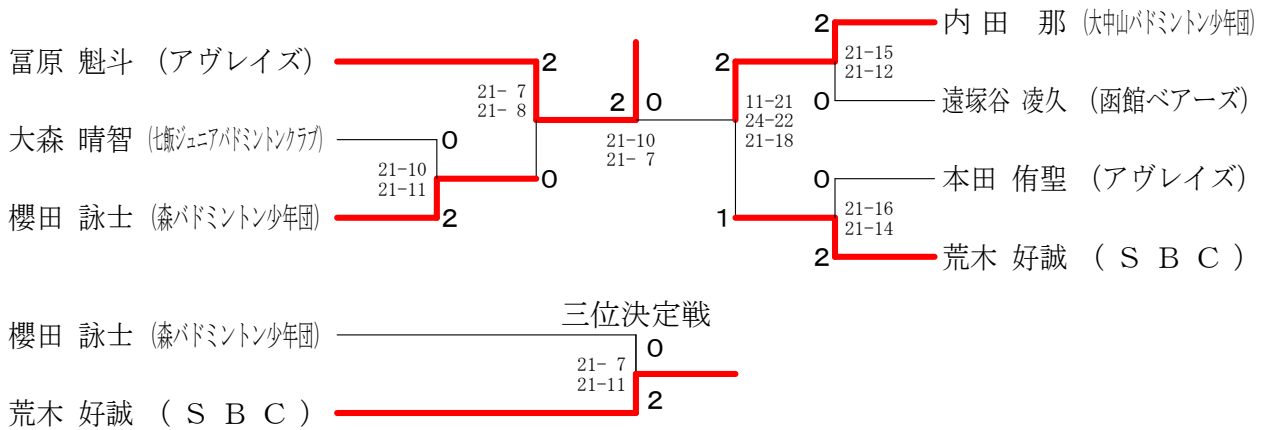 冨原 魁斗 (アヴレイズ)
大森 晴智 (七飯ジュニアバドミントンクラブ)
櫻田 詠士 (森バドミントン少年団)
2
21- 7
21- 8
0
0
21-10
21-11
2
2 0
21-10
21- 7
2
11-21
24-22
21-18
1
2
21-15
21-12
0
0
21-16
21-14
2
内 田 那 (大中山バドミントン少年団)
遠塚谷 凌久 (函館ベアーズ)
本田 侑聖 (アヴレイズ)
荒木 好誠 ( S B C )
三位決定戦
櫻田 詠士 (森バドミントン少年団)
荒木 好誠 ( S B C )
0
21- 7
21-11
2